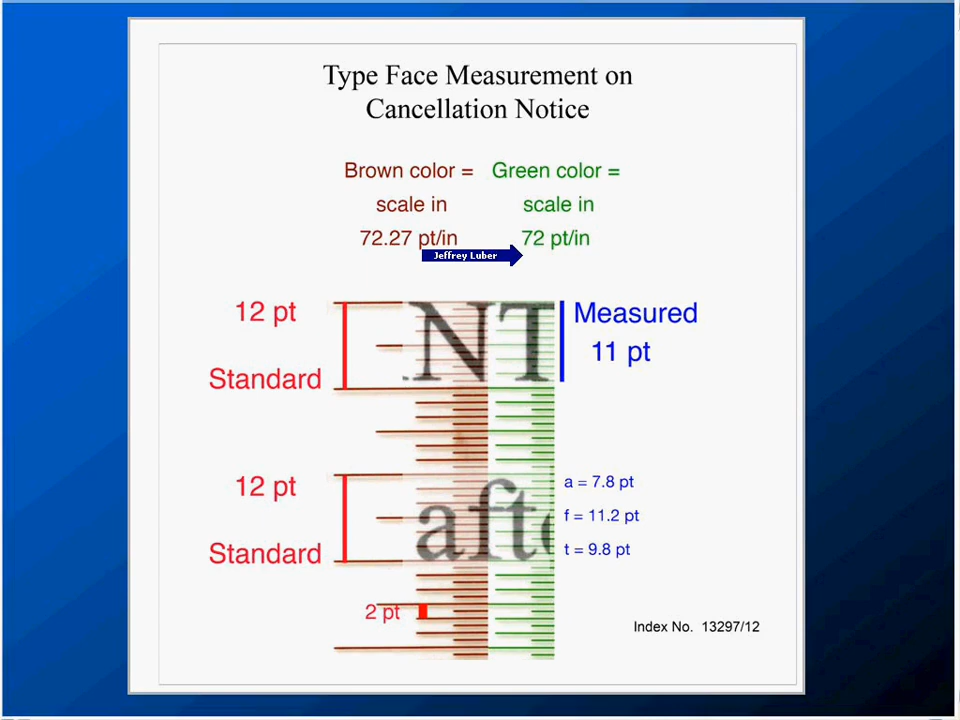 Type Face Measurement on
Cancellation Notice
Brown color = Green color =
scale in scale in
72.27 pt/in 72 pt/in
Jeffrey Luber
12 pt
Standard
NT
Measured
11 pt
12 pt
Standard
afte
a = 7.8 pt
f = 11.2 pt
t = 9.8 pt
2 pt
Index No. 13297/12